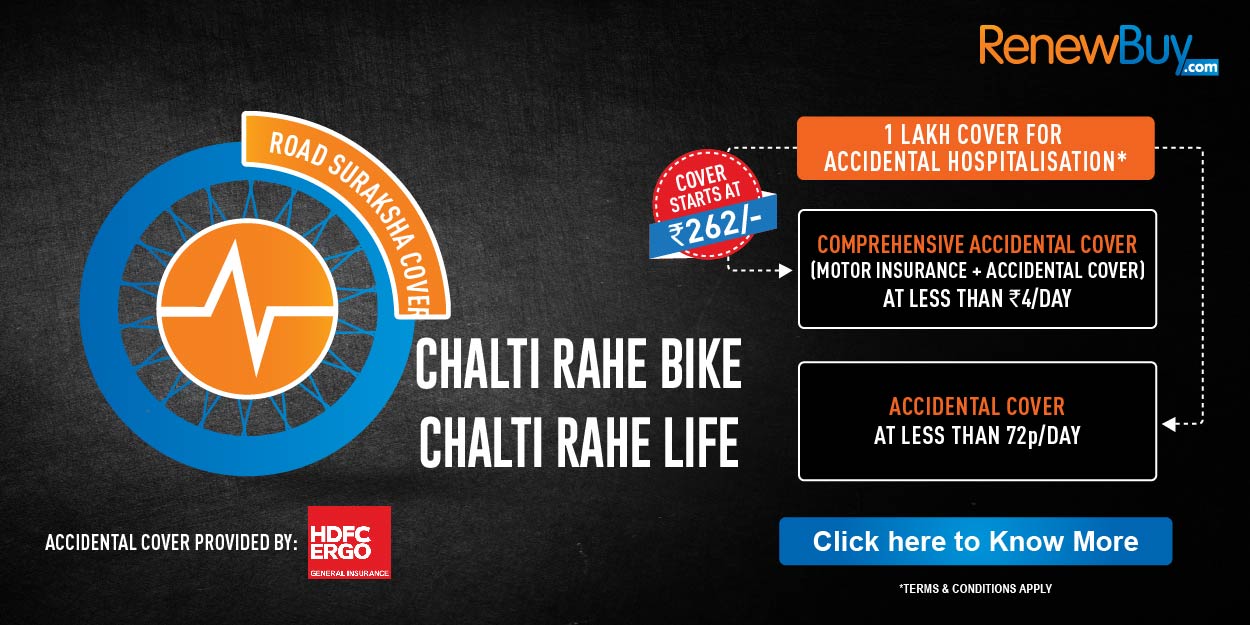 RenewBuy
.com
ROAD SURAKSHA COVER
CHALTI RAHE BIKE
CHALTI RAHE LIFE
ACCIDENTAL COVER PROVIDED BY:
HDFC
ERGO
GENERAL INSURANCE
COVER
STARTS AT
₹262/-
1 LAKH COVER FOR
ACCIDENTAL HOSPITALISATION*
COMPREHENSIVE ACCIDENTAL COVER
(MOTOR INSURANCE + ACCIDENTAL COVER)
AT LESS THAN ₹4/DAY
ACCIDENTAL COVER
AT LESS THAN 72p/DAY
Click here to Know More
*TERMS & CONDITIONS APPLY